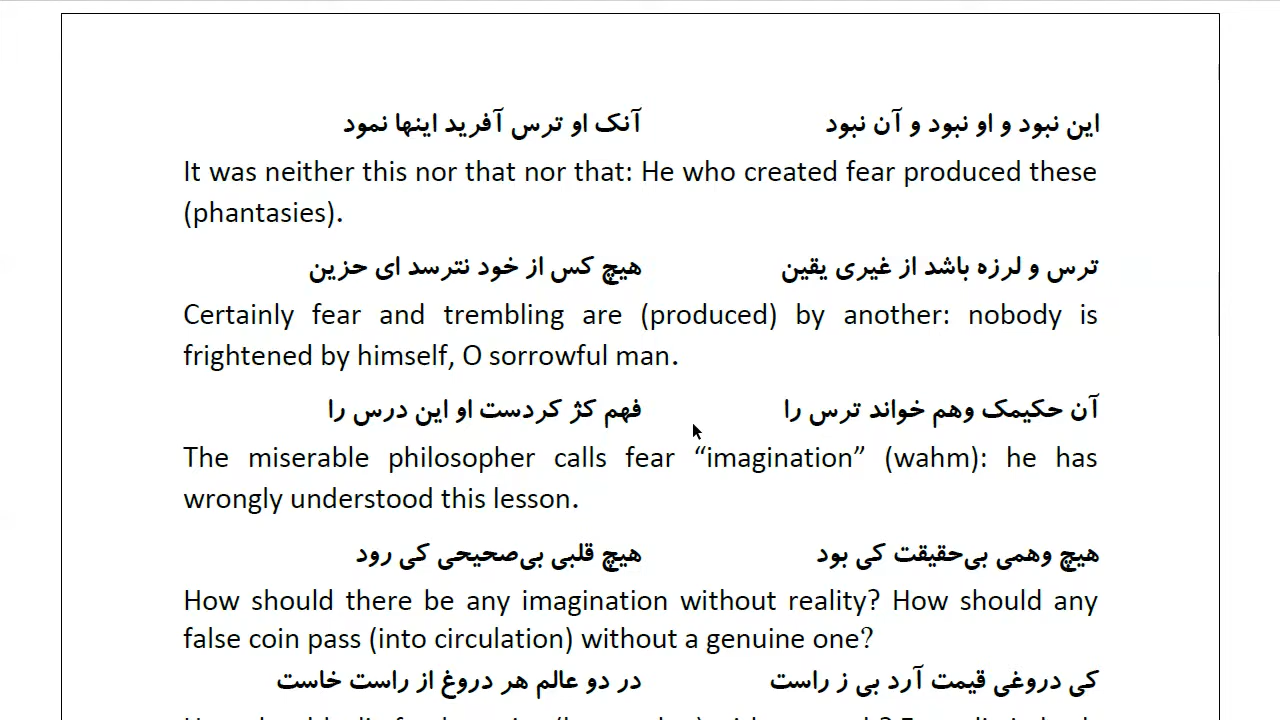 این نبود و او نبود و آن نبود آنک او ترس آفرید اینها نمود
It was neither this nor that nor that: He who created fear produced these
(phantasies).
ترس و لرزه باشد از غیری یقین هیچ کس از خود نترسد ای حزین
Certainly fear and trembling are (produced) by another: nobody is
frightened by himself, O sorrowful man.
آن حکیمک وهم خواند ترس را فهم کژ کردست او این درس را
The miserable philosopher calls fear “imagination” (wahm): he has
wrongly understood this lesson.
هیچ وهمی بی‌حقیقت کی بود هیچ قلبی بی‌صحیحی کی رود
How should there be any imagination without reality? How should any
false coin pass (into circulation) without a genuine one?
کی دروغی قیمت آرد بی ز راست در دو عالم هر دروغ از راست خاست